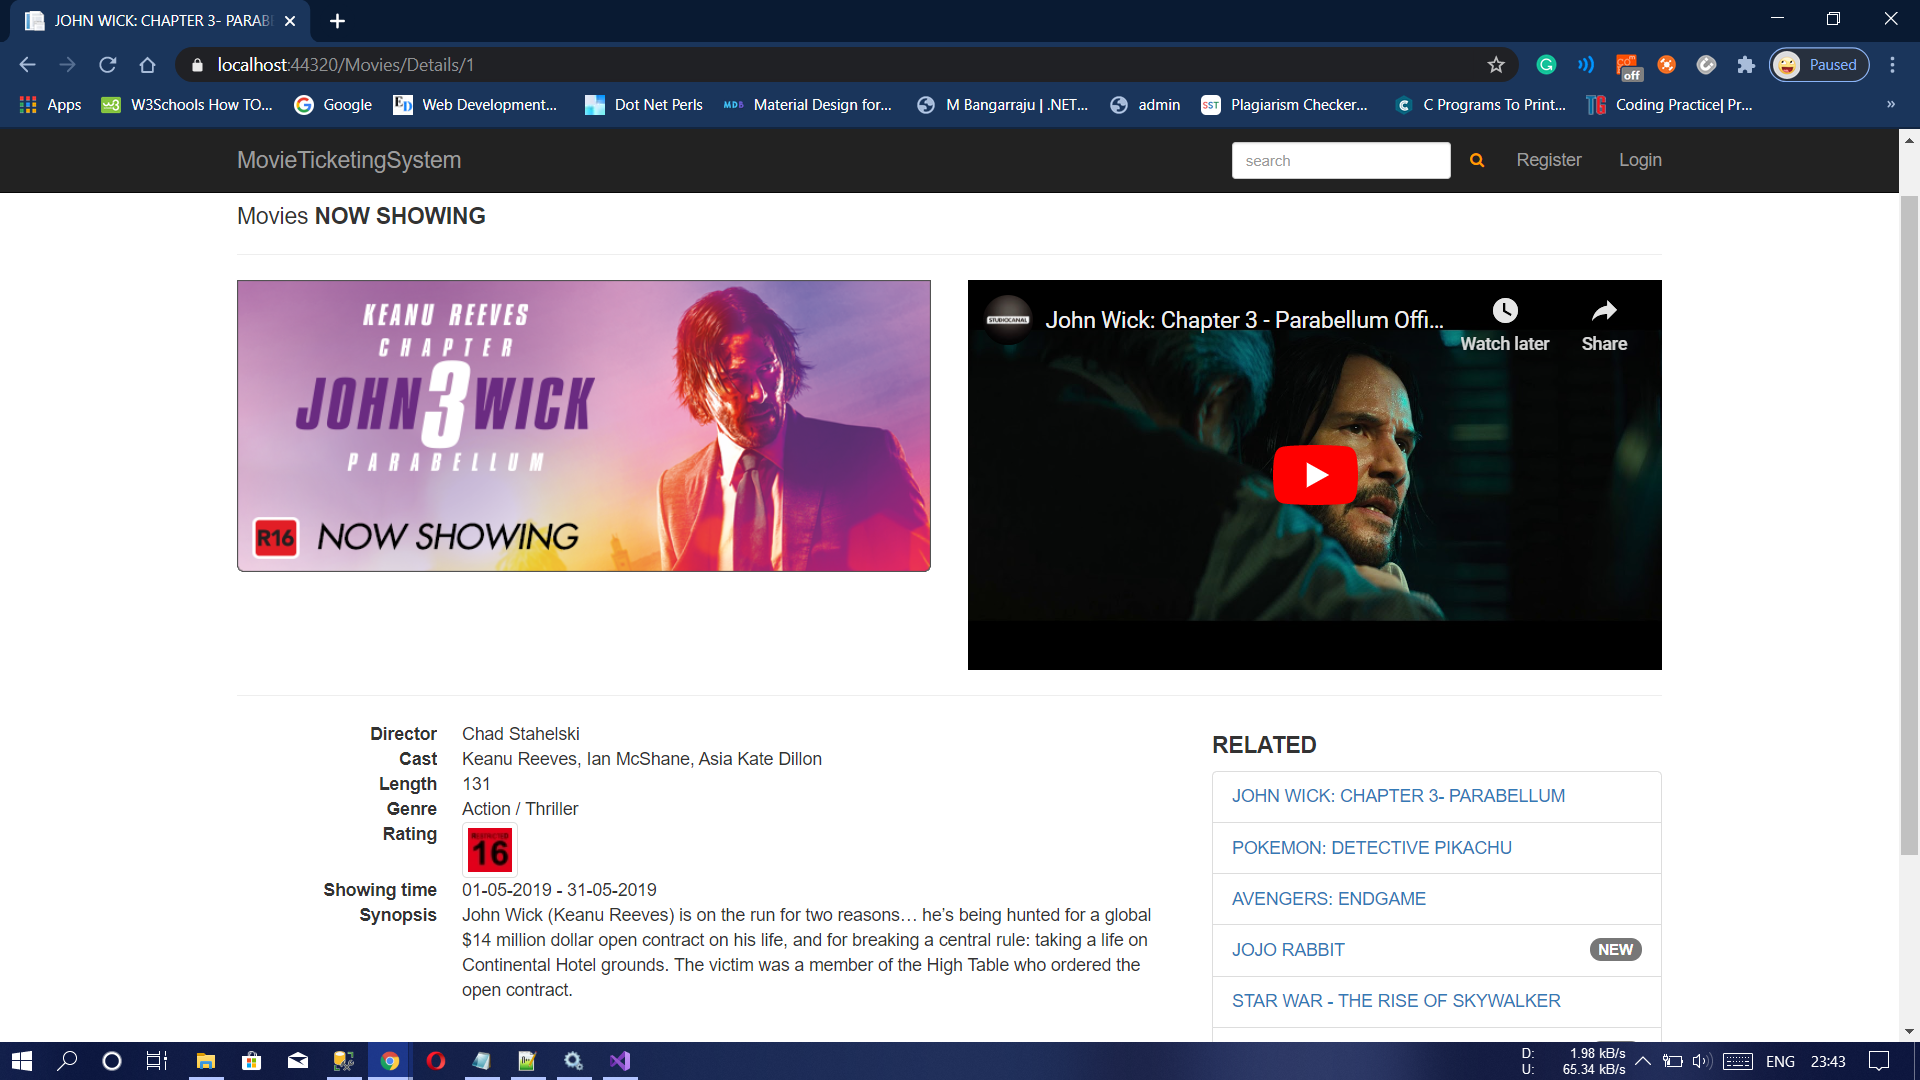 JOHN WICK: CHAPTER 3- PARAB
localhost:44320/Movies/Details/1
off
Paused
Apps
W3Schools How TO...
Google
Web Development...
Dot Net Perls
MDB
Material Design for...
M Bangarraju | .NET...
admin
SST
Plagiarism Checker...
C Programs To Print...
TG
Coding Practice| Pr...
»
MovieTicketingSystem
search
Register
Login
Movies NOW SHOWING
KEANU REEVES
CHAPTER
JOHN 3 WICK
PARABELLUM
R16 NOW SHOWING
STUDIOCANAL
John Wick: Chapter 3 - Parabellum Offi...
Watch later
Share
Director Chad Stahelski
Cast Keanu Reeves, Ian McShane, Asia Kate Dillon
Length 131
Genre Action / Thriller
Rating
RESTRICTED
16
Showing time 01-05-2019 - 31-05-2019
Synopsis John Wick (Keanu Reeves) is on the run for two reasons… he’s being hunted for a global
$14 million dollar open contract on his life, and for breaking a central rule: taking a life on
Continental Hotel grounds. The victim was a member of the High Table who ordered the
open contract.
RELATED
JOHN WICK: CHAPTER 3- PARABELLUM
POKEMON: DETECTIVE PIKACHU
AVENGERS: ENDGAME
JOJO RABBIT NEW
STAR WAR - THE RISE OF SKYWALKER
D: 1.98 kB/s
U: 65.34 kB/s
ENG
23:43